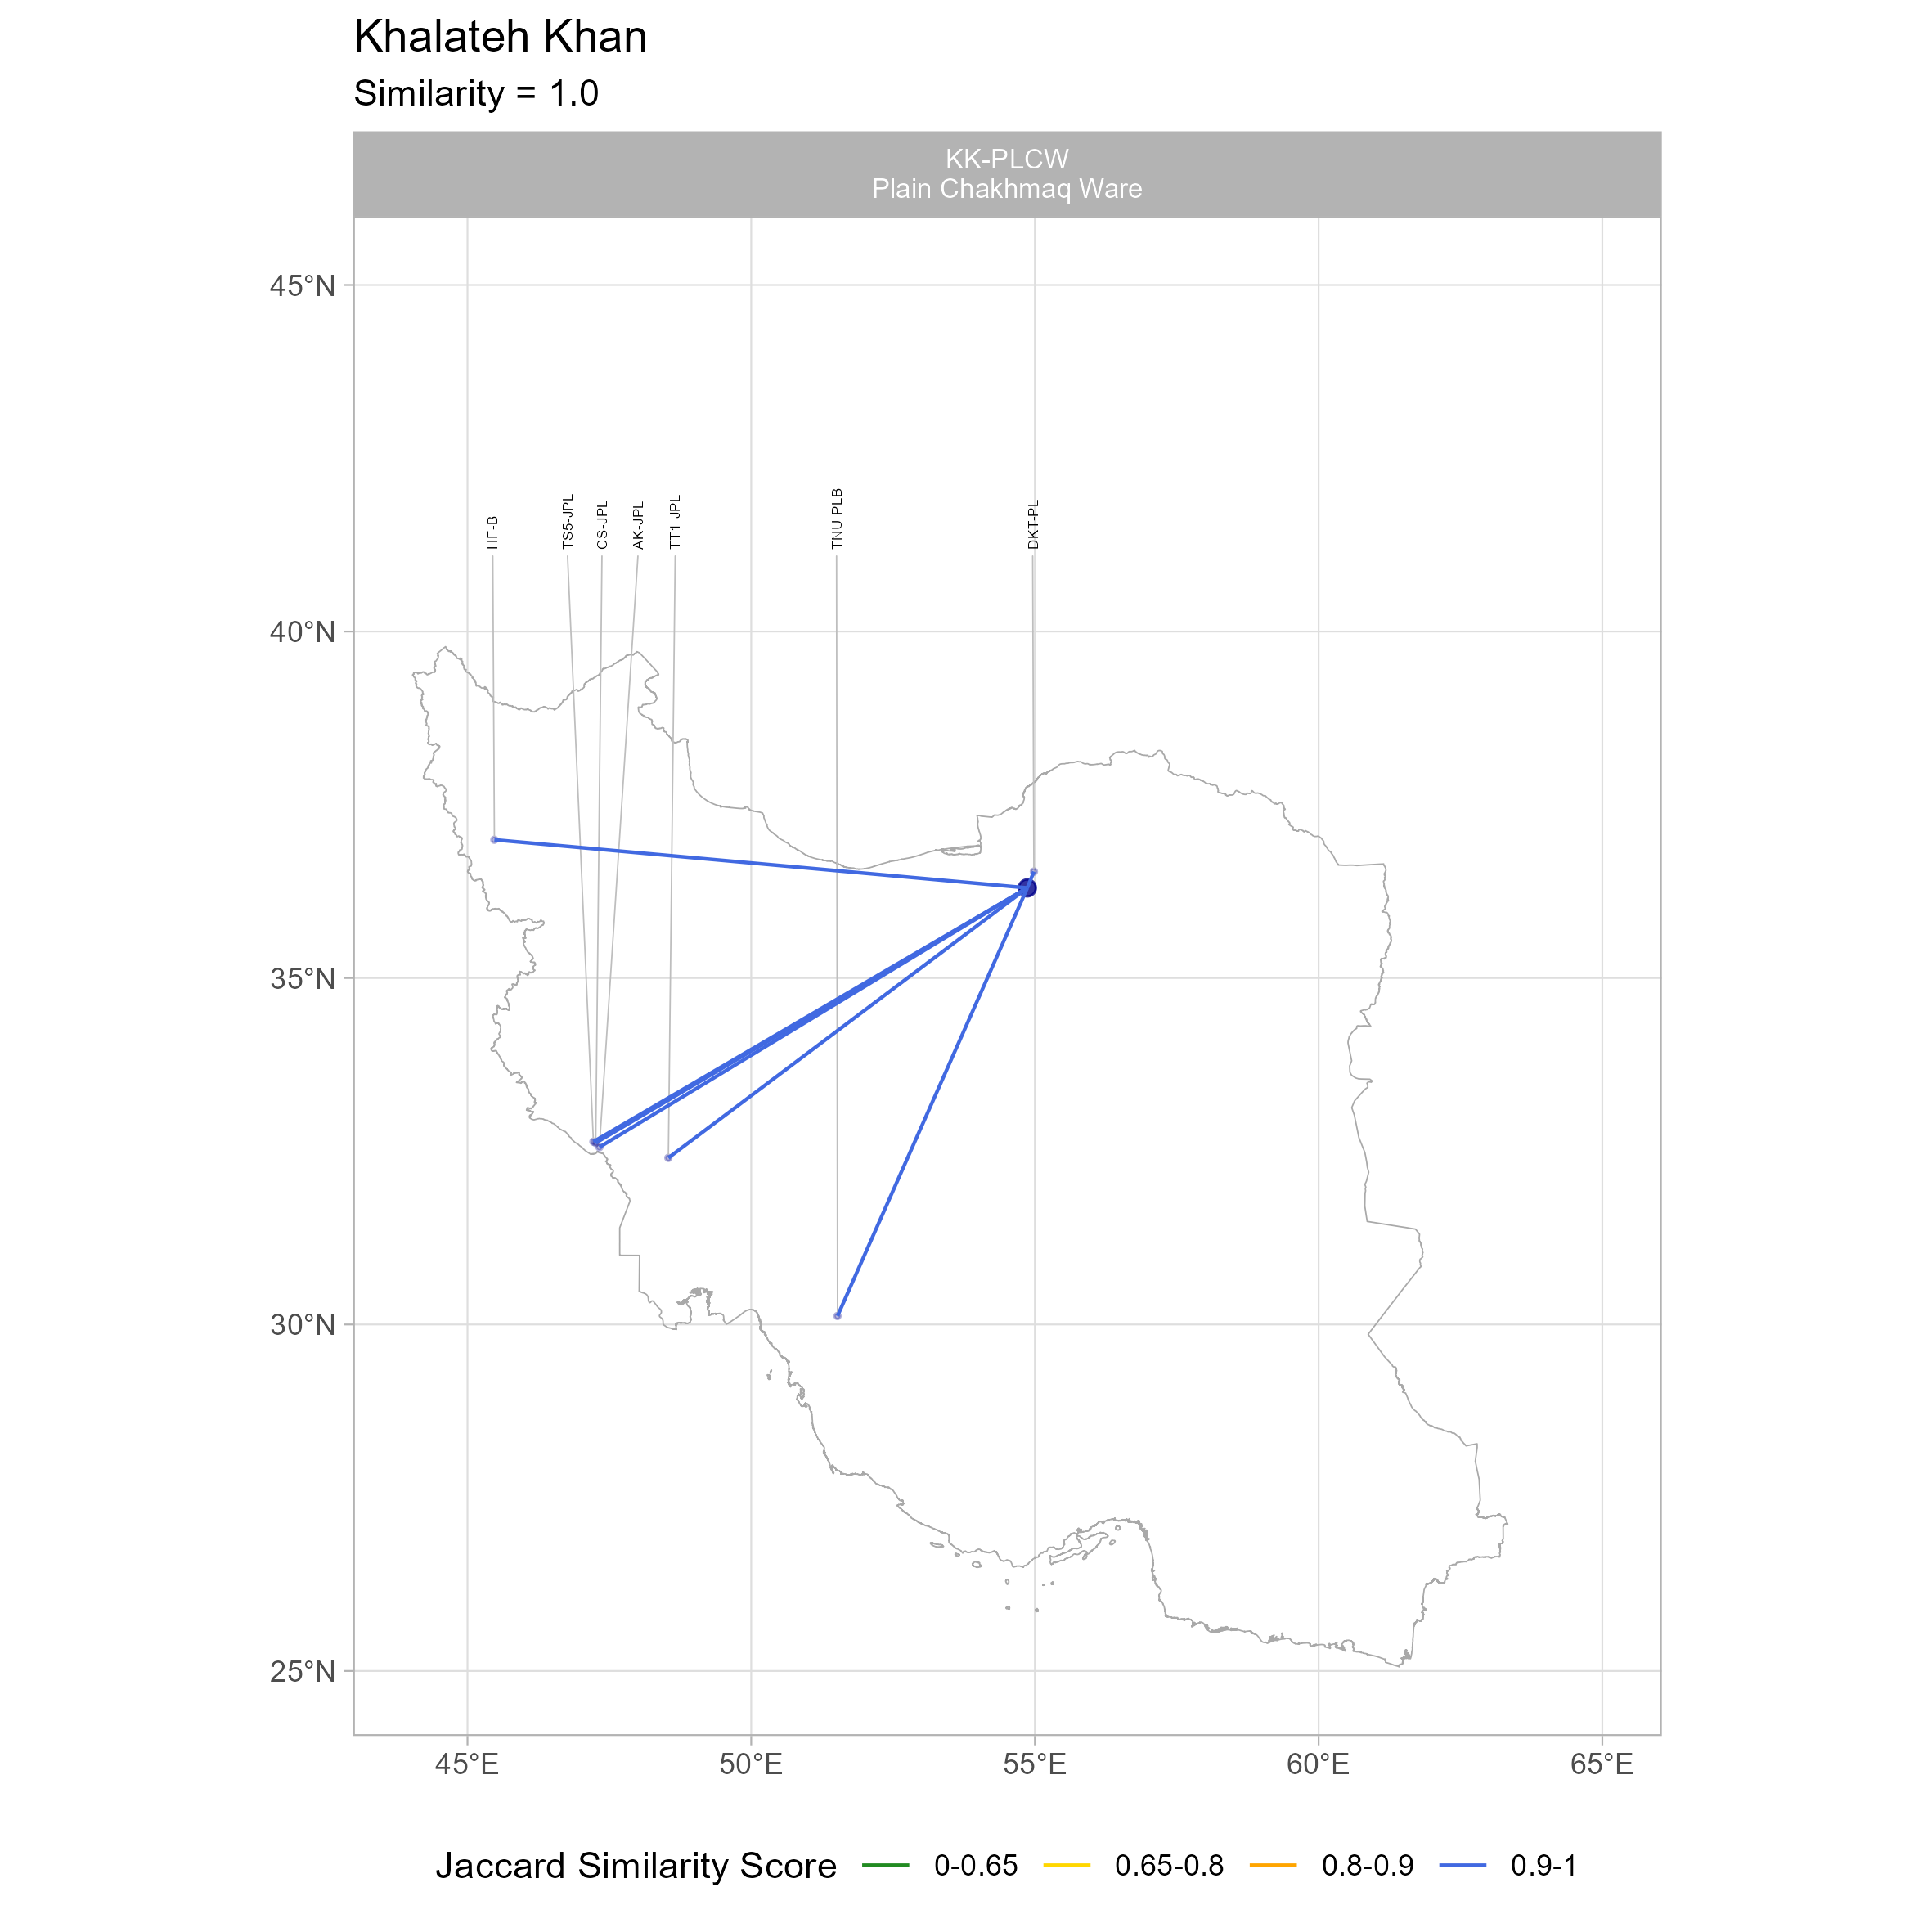 Khalateh Khan
Similarity = 1.0
KK-PLCW
Plain Chakhmaq Ware
45°N
40°N
35°N
30°N
25°N
HF-B
TS5-JPL
CS-JPL
AK-JPL
TT1-JPL
TNU-PLB
DKT-PL
45°E
50°E
55°E
60°E
65°E
Jaccard Similarity Score
0-0.65
0.65-0.8
0.8-0.9
0.9-1